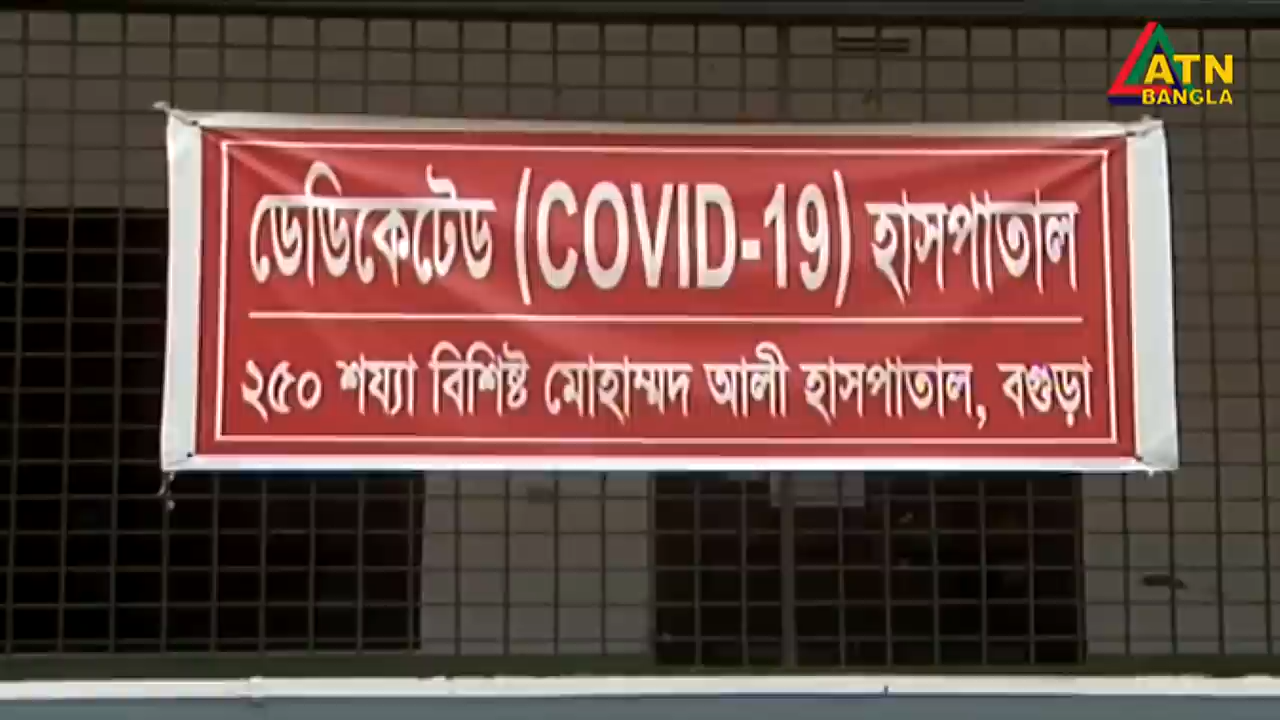 ATN
BANGLA
ডেডিকেটেড (COVID-19) হাসপাতাল
২৫০ শয্যা বিশিষ্ট মোহাম্মদ আলী হাসপাতাল, বগুড়া